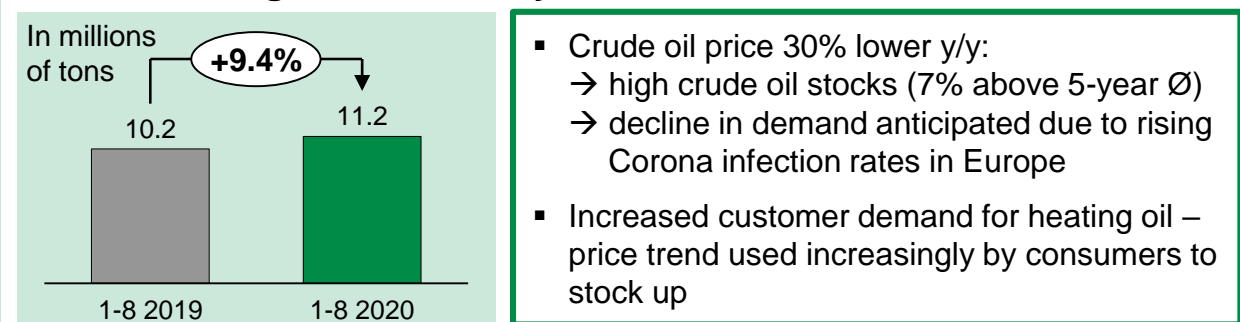 In millions
of tons
+9.4%
10.2
11.2
1-8 2019
1-8 2020
▪ Crude oil price 30% lower y/y:
→ high crude oil stocks (7% above 5-year Ø)
→ decline in demand anticipated due to rising
Corona infection rates in Europe
▪ Increased customer demand for heating oil –
price trend used increasingly by consumers to
stock up